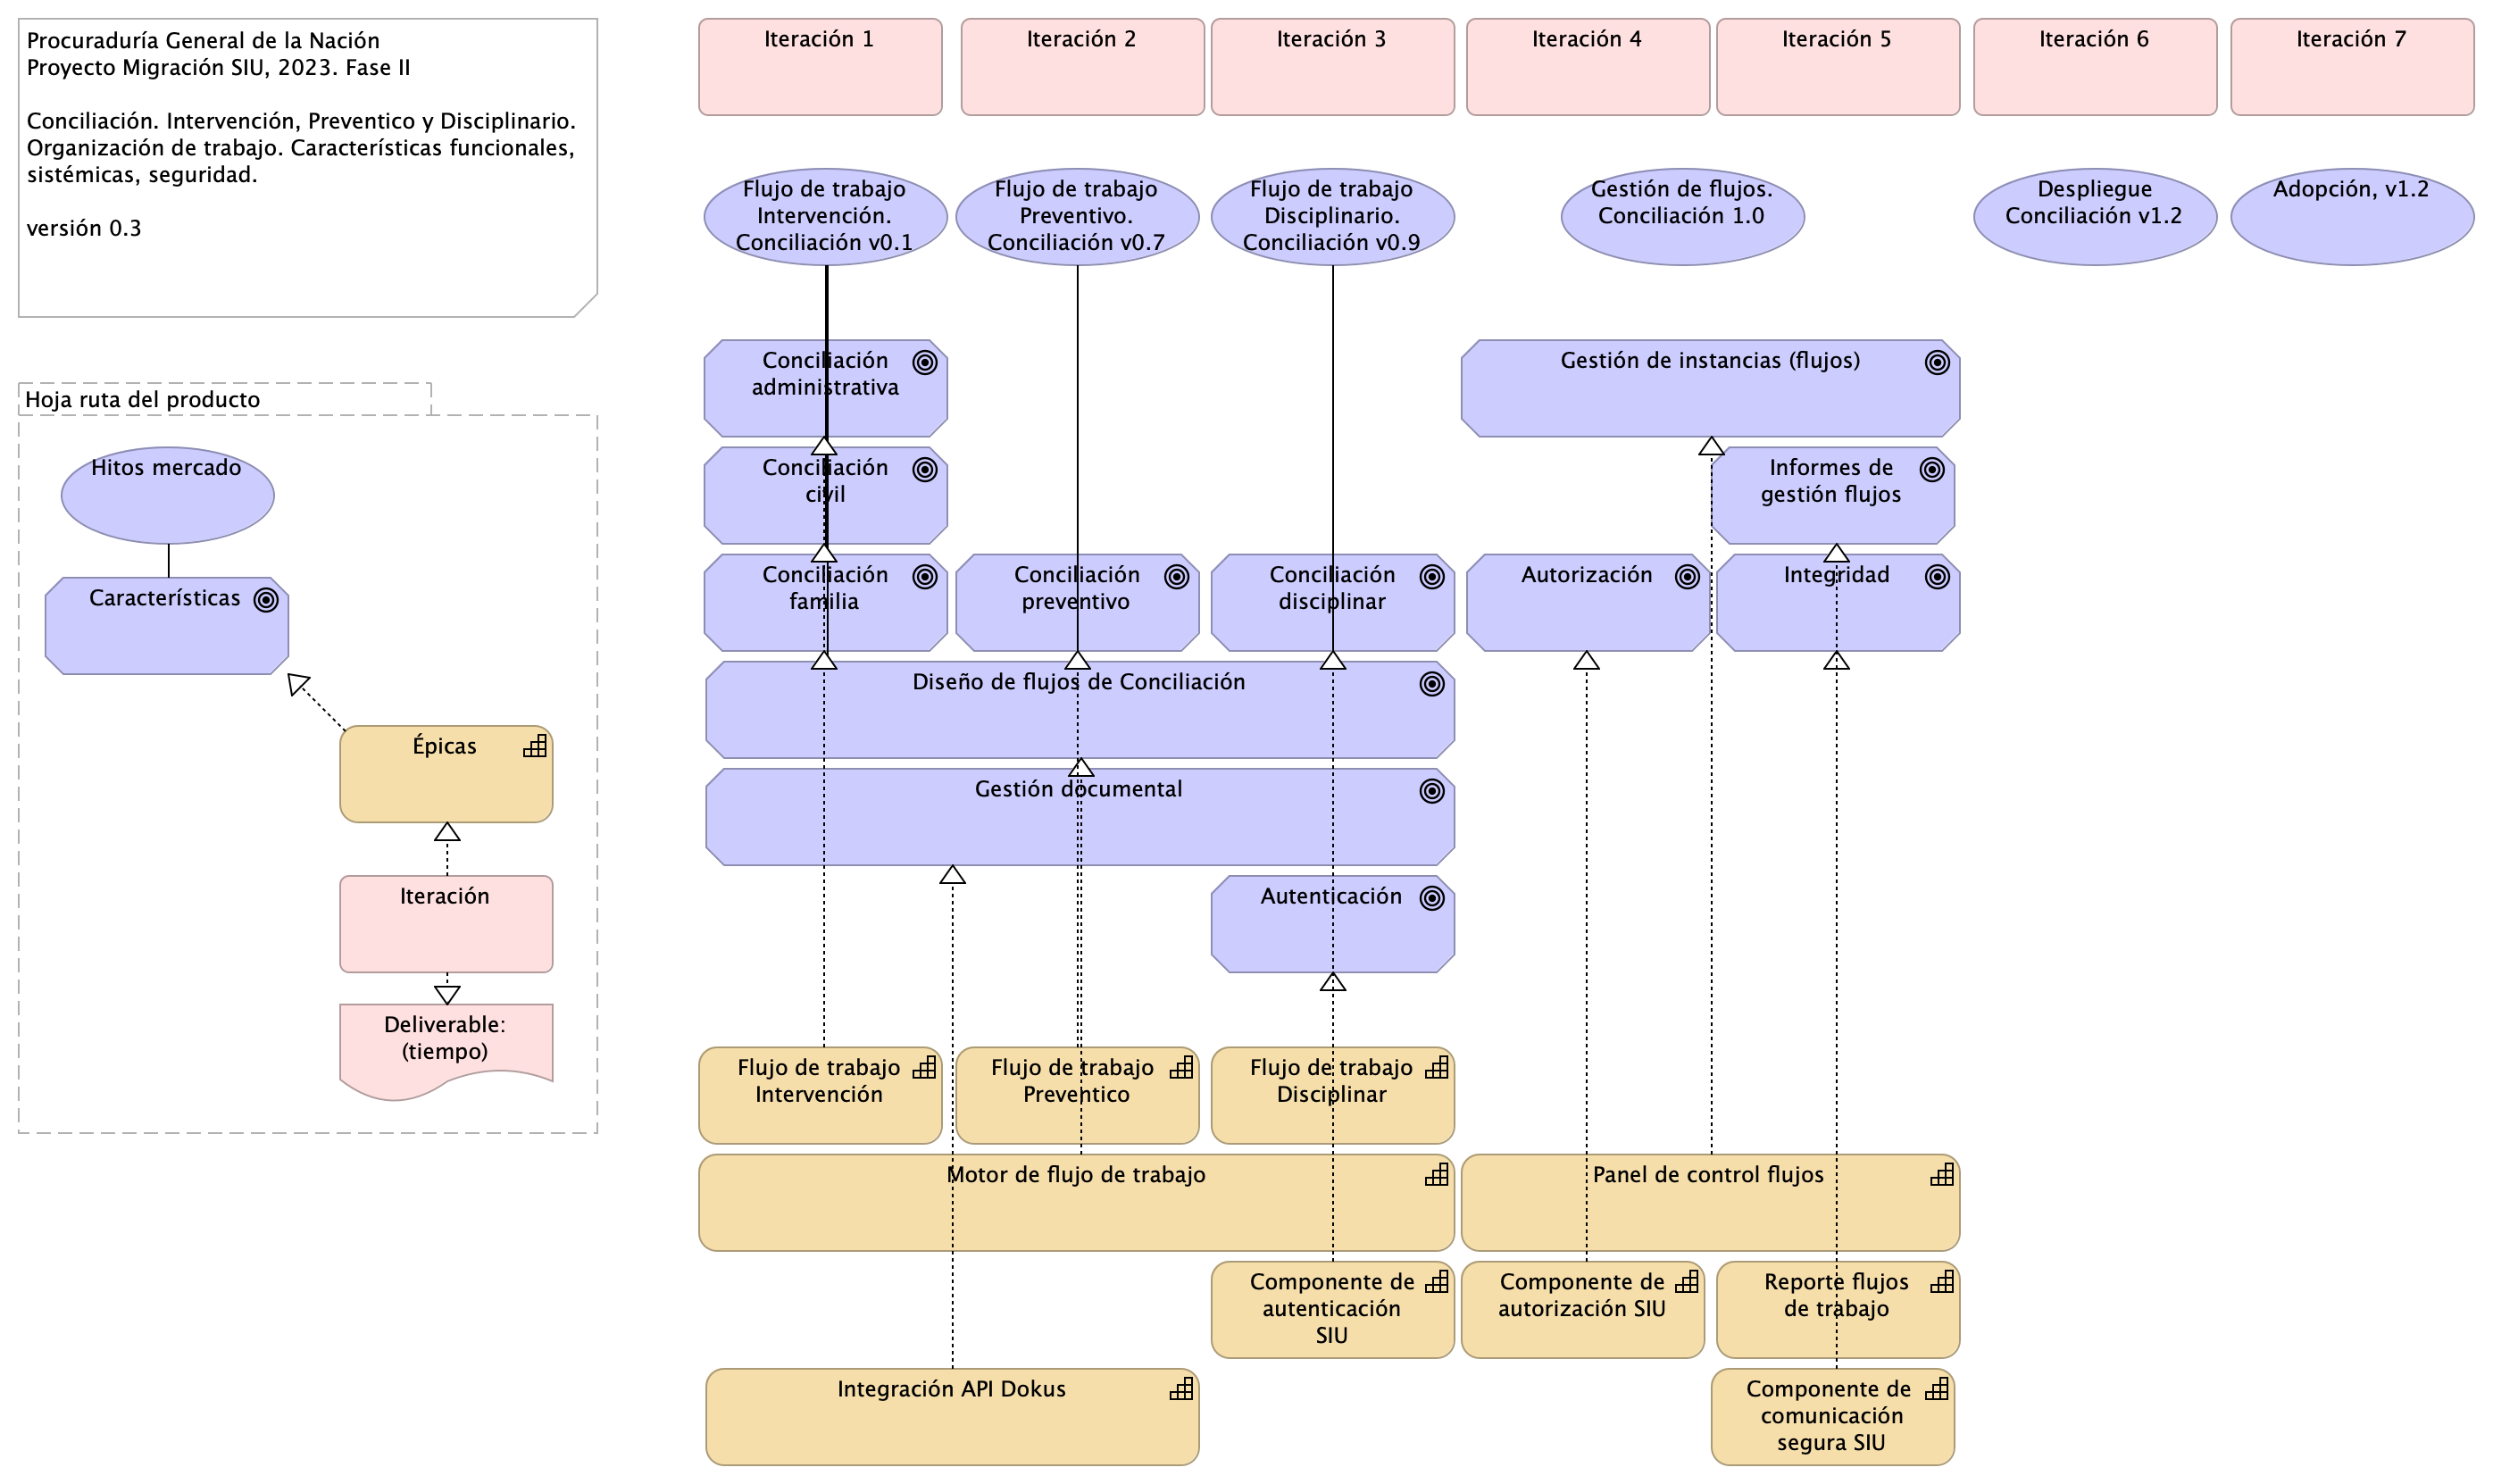 Procuraduría General de la Nación
Proyecto Migración SIU, 2023. Fase II
Conciliación. Intervención, Preventico y Disciplinario.
Organización de trabajo. Características funcionales,
sistémicas, seguridad.
versión 0.3
Hoja ruta del producto
Hitos mercado
Características
Épicas
Iteración
Deliverable:
(tiempo)
Iteración 1
Iteración 2
Iteración 3
Iteración 4
Iteración 5
Iteración 6
Iteración 7
Flujo de trabajo
Intervención.
Conciliación v0.1
Flujo de trabajo
Preventivo.
Conciliación v0.7
Flujo de trabajo
Disciplinario.
Conciliación v0.9
Gestión de flujos.
Conciliación 1.0
Despliegue
Conciliación v1.2
Adopción, v1.2
Conciliación
administrativa
Gestión de instancias (flujos)
Conciliación
civil
Informes de
gestión flujos
Conciliación
familia
Conciliación
preventivo
Conciliación
disciplinar
Autorización
Integridad
Diseño de flujos de Conciliación
Gestión documental
Autenticación
Flujo de trabajo
Intervención
Flujo de trabajo
Preventico
Flujo de trabajo
Disciplinar
Motor de flujo de trabajo
Panel de control flujos
Componente de
autenticación
SIU
Componente de
autorización SIU
Reporte flujos
de trabajo
Integración API Dokus
Componente de
comunicación
segura SIU